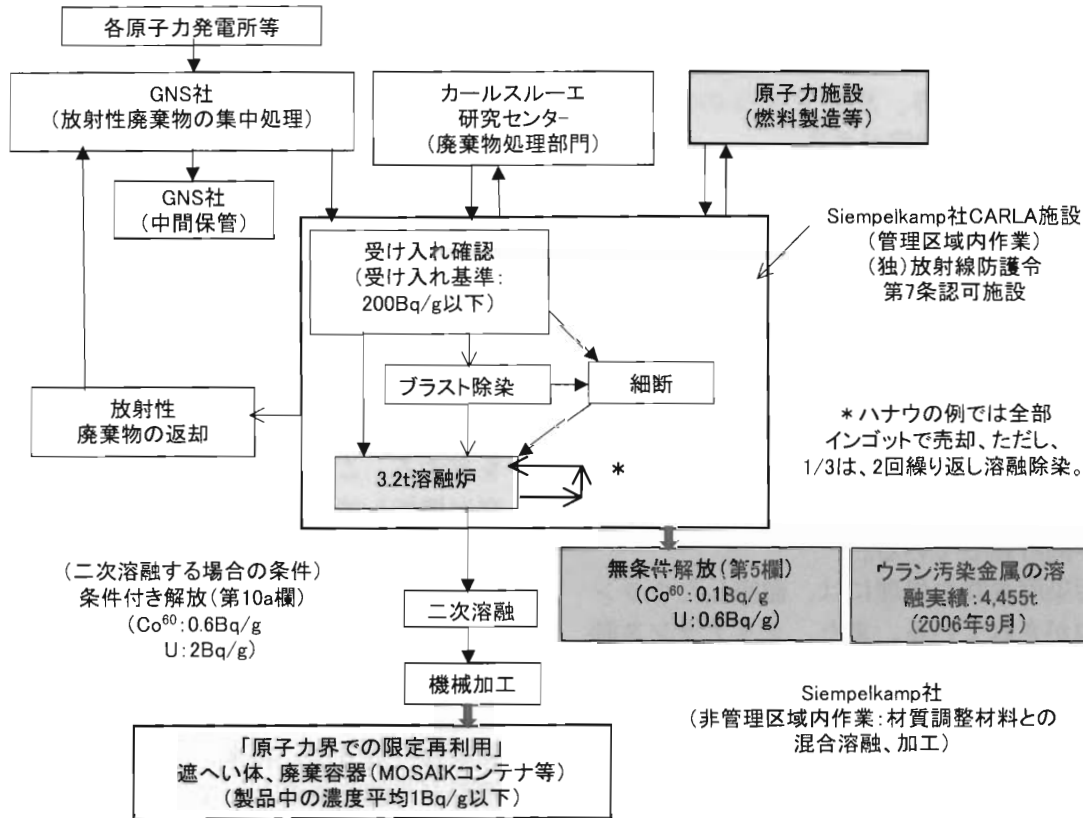 各原子力発電所等
GNS社
(放射性廃棄物の集中処理)
カールスルーエ
研究センター
(廃棄物処理部門)
原子力施設
(燃料製造等)
GNS社
(中間保管)
Siempelkamp社CARLA施設
(管理区域内作業)
(独)放射線防護令
第7条認可施設
受け入れ確認
(受け入れ基準:
200Bq/g以下)
ブラスト除染
細断
放射性
廃棄物の返却
3.2t溶融炉
*
*ハナウの例では全部
インゴットで売却、ただし、
1/3は、2回繰り返し溶融除染。
(二次溶融する場合の条件)
条件付き解放(第10a欄)
(Co⁶⁰:0.6Bq/g
U:2Bq/g)
二次溶融
機械加工
無条件解放(第5欄)
(Co⁶⁰:0.1Bq/g
U:0.6Bq/g)
ウラン汚染金属の溶
融実績:4,455t
(2006年9月)
Siempelkamp社
(非管理区域内作業:材質調整材料との
混合溶融、加工)
「原子力界での限定再利用」
遮へい体、廃棄容器(MOSAIKコンテナ等)
(製品中の濃度平均1Bq/g以下)